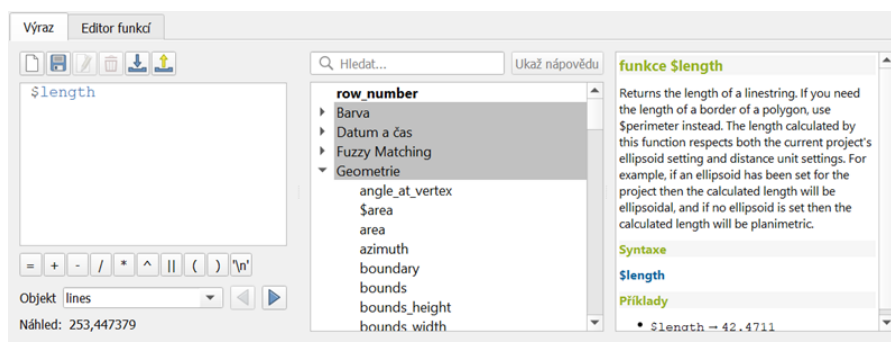 Výraz
Editor funkcí
$length
= + - / * ^ || ( ) '\n'
Objekt lines
Náhled: 253,447379
Hledat...
Ukaž nápovědu
row_number
Barva
Datum a čas
Fuzzy Matching
Geometrie
angle_at_vertex
$area
area
azimuth
boundary
bounds
bounds_height
bounds_width
funkce $length
Returns the length of a linestring. If you need
the length of a border of a polygon, use
$perimeter instead. The length calculated by
this function respects both the current project's
ellipsoid setting and distance unit settings. For
example, if an ellipsoid has been set for the
project then the calculated length will be
ellipsoidal, and if no ellipsoid is set then the
calculated length will be planimetric.
Syntaxe
$length
Příklady
• $length → 42.4711